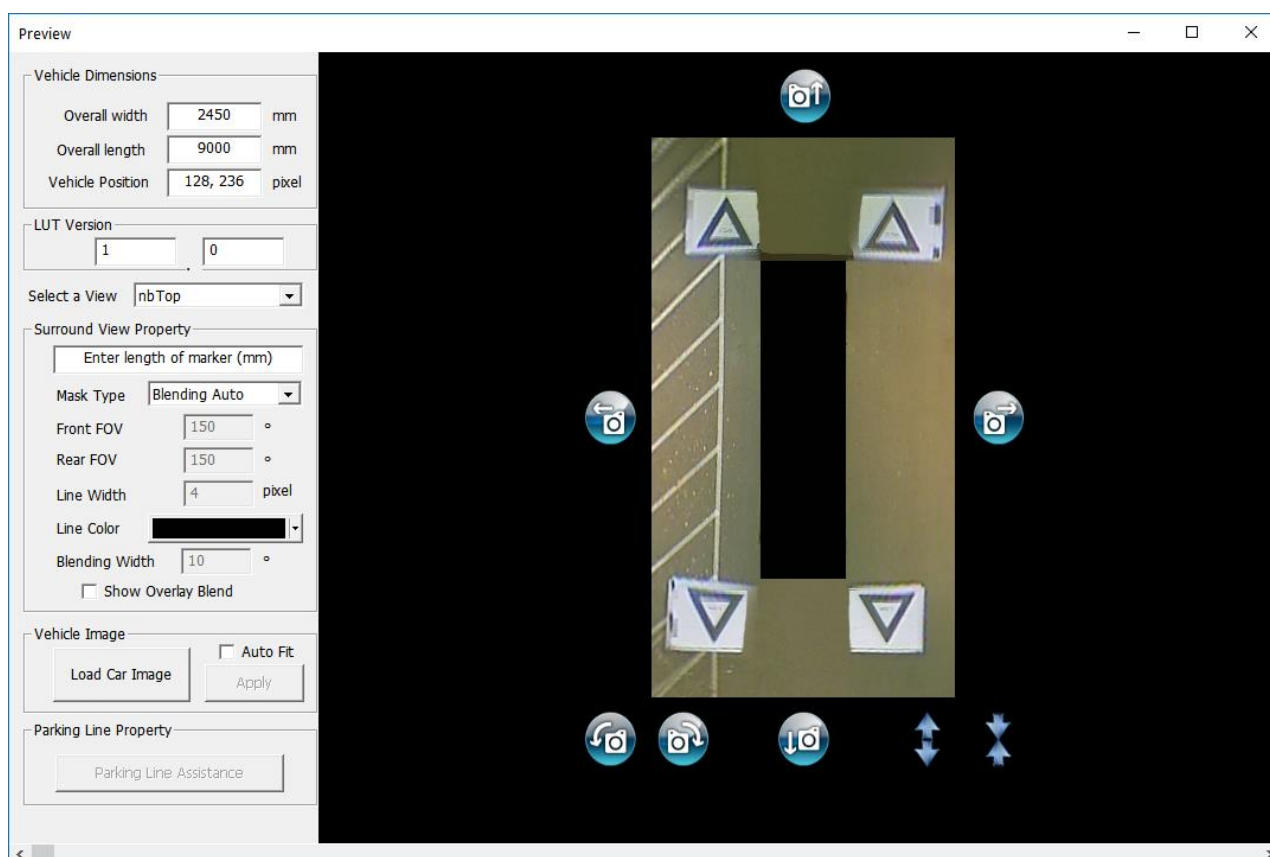 Preview
Vehicle Dimensions
Overall width 2450 mm
Overall length 9000 mm
Vehicle Position 128, 236 pixel
LUT Version
1 . 0
Select a View nbTop
Surround View Property
Enter length of marker (mm)
Mask Type Blending Auto
Front FOV 150 °
Rear FOV 150 °
Line Width 4 pixel
Line Color
Blending Width 10 °
Show Overlay Blend
Vehicle Image
Load Car Image
Auto Fit
Apply
Parking Line Property
Parking Line Assistance